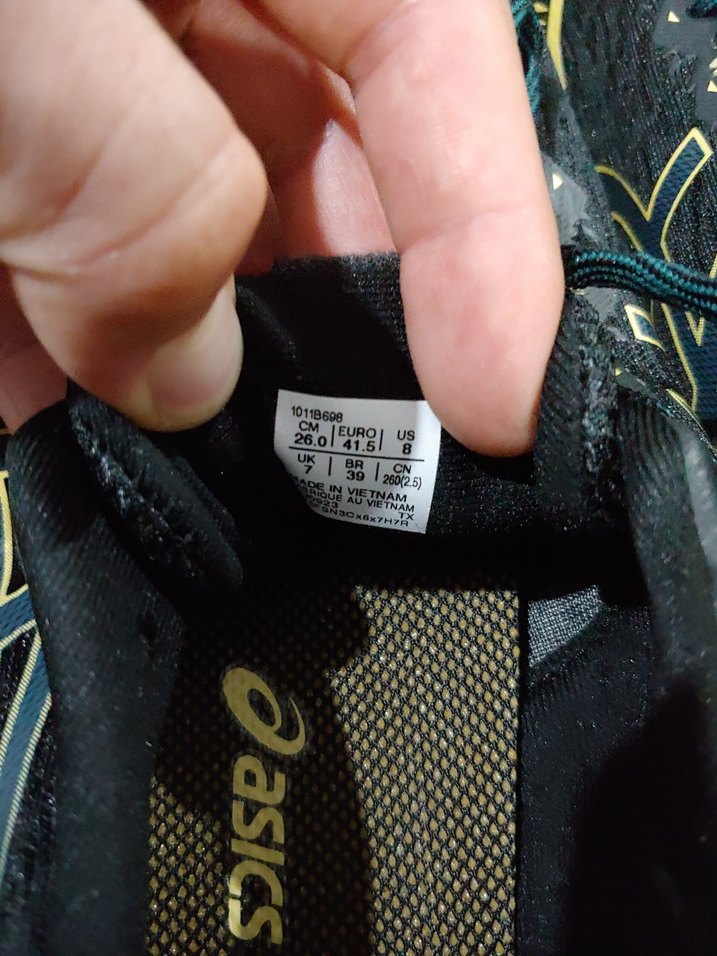 1011B698
CM 26.0 | EURO 41.5 | US 8
UK 7 | BR 39 | CN 260(2.5)
MADE IN VIETNAM
AU VIETNAM
TX
asics